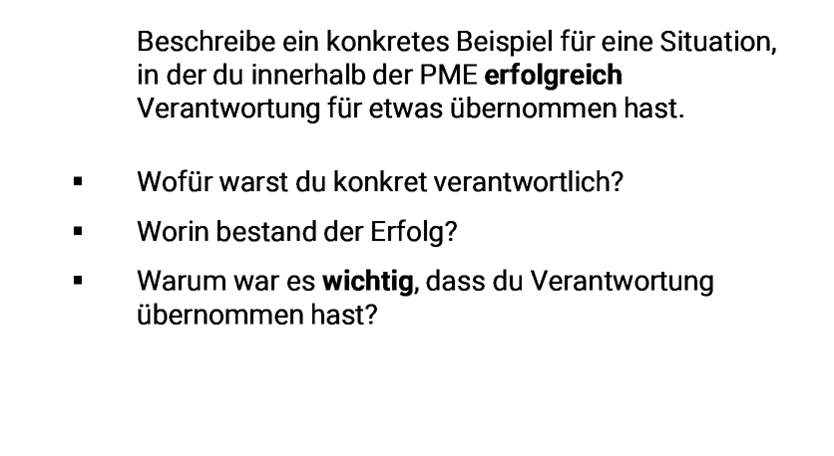 Beschreibe ein konkretes Beispiel für eine Situation,
in der du innerhalb der PME erfolgreich
Verantwortung für etwas übernommen hast.
▪ Wofür warst du konkret verantwortlich?
▪ Worin bestand der Erfolg?
▪ Warum war es wichtig, dass du Verantwortung
übernommen hast?